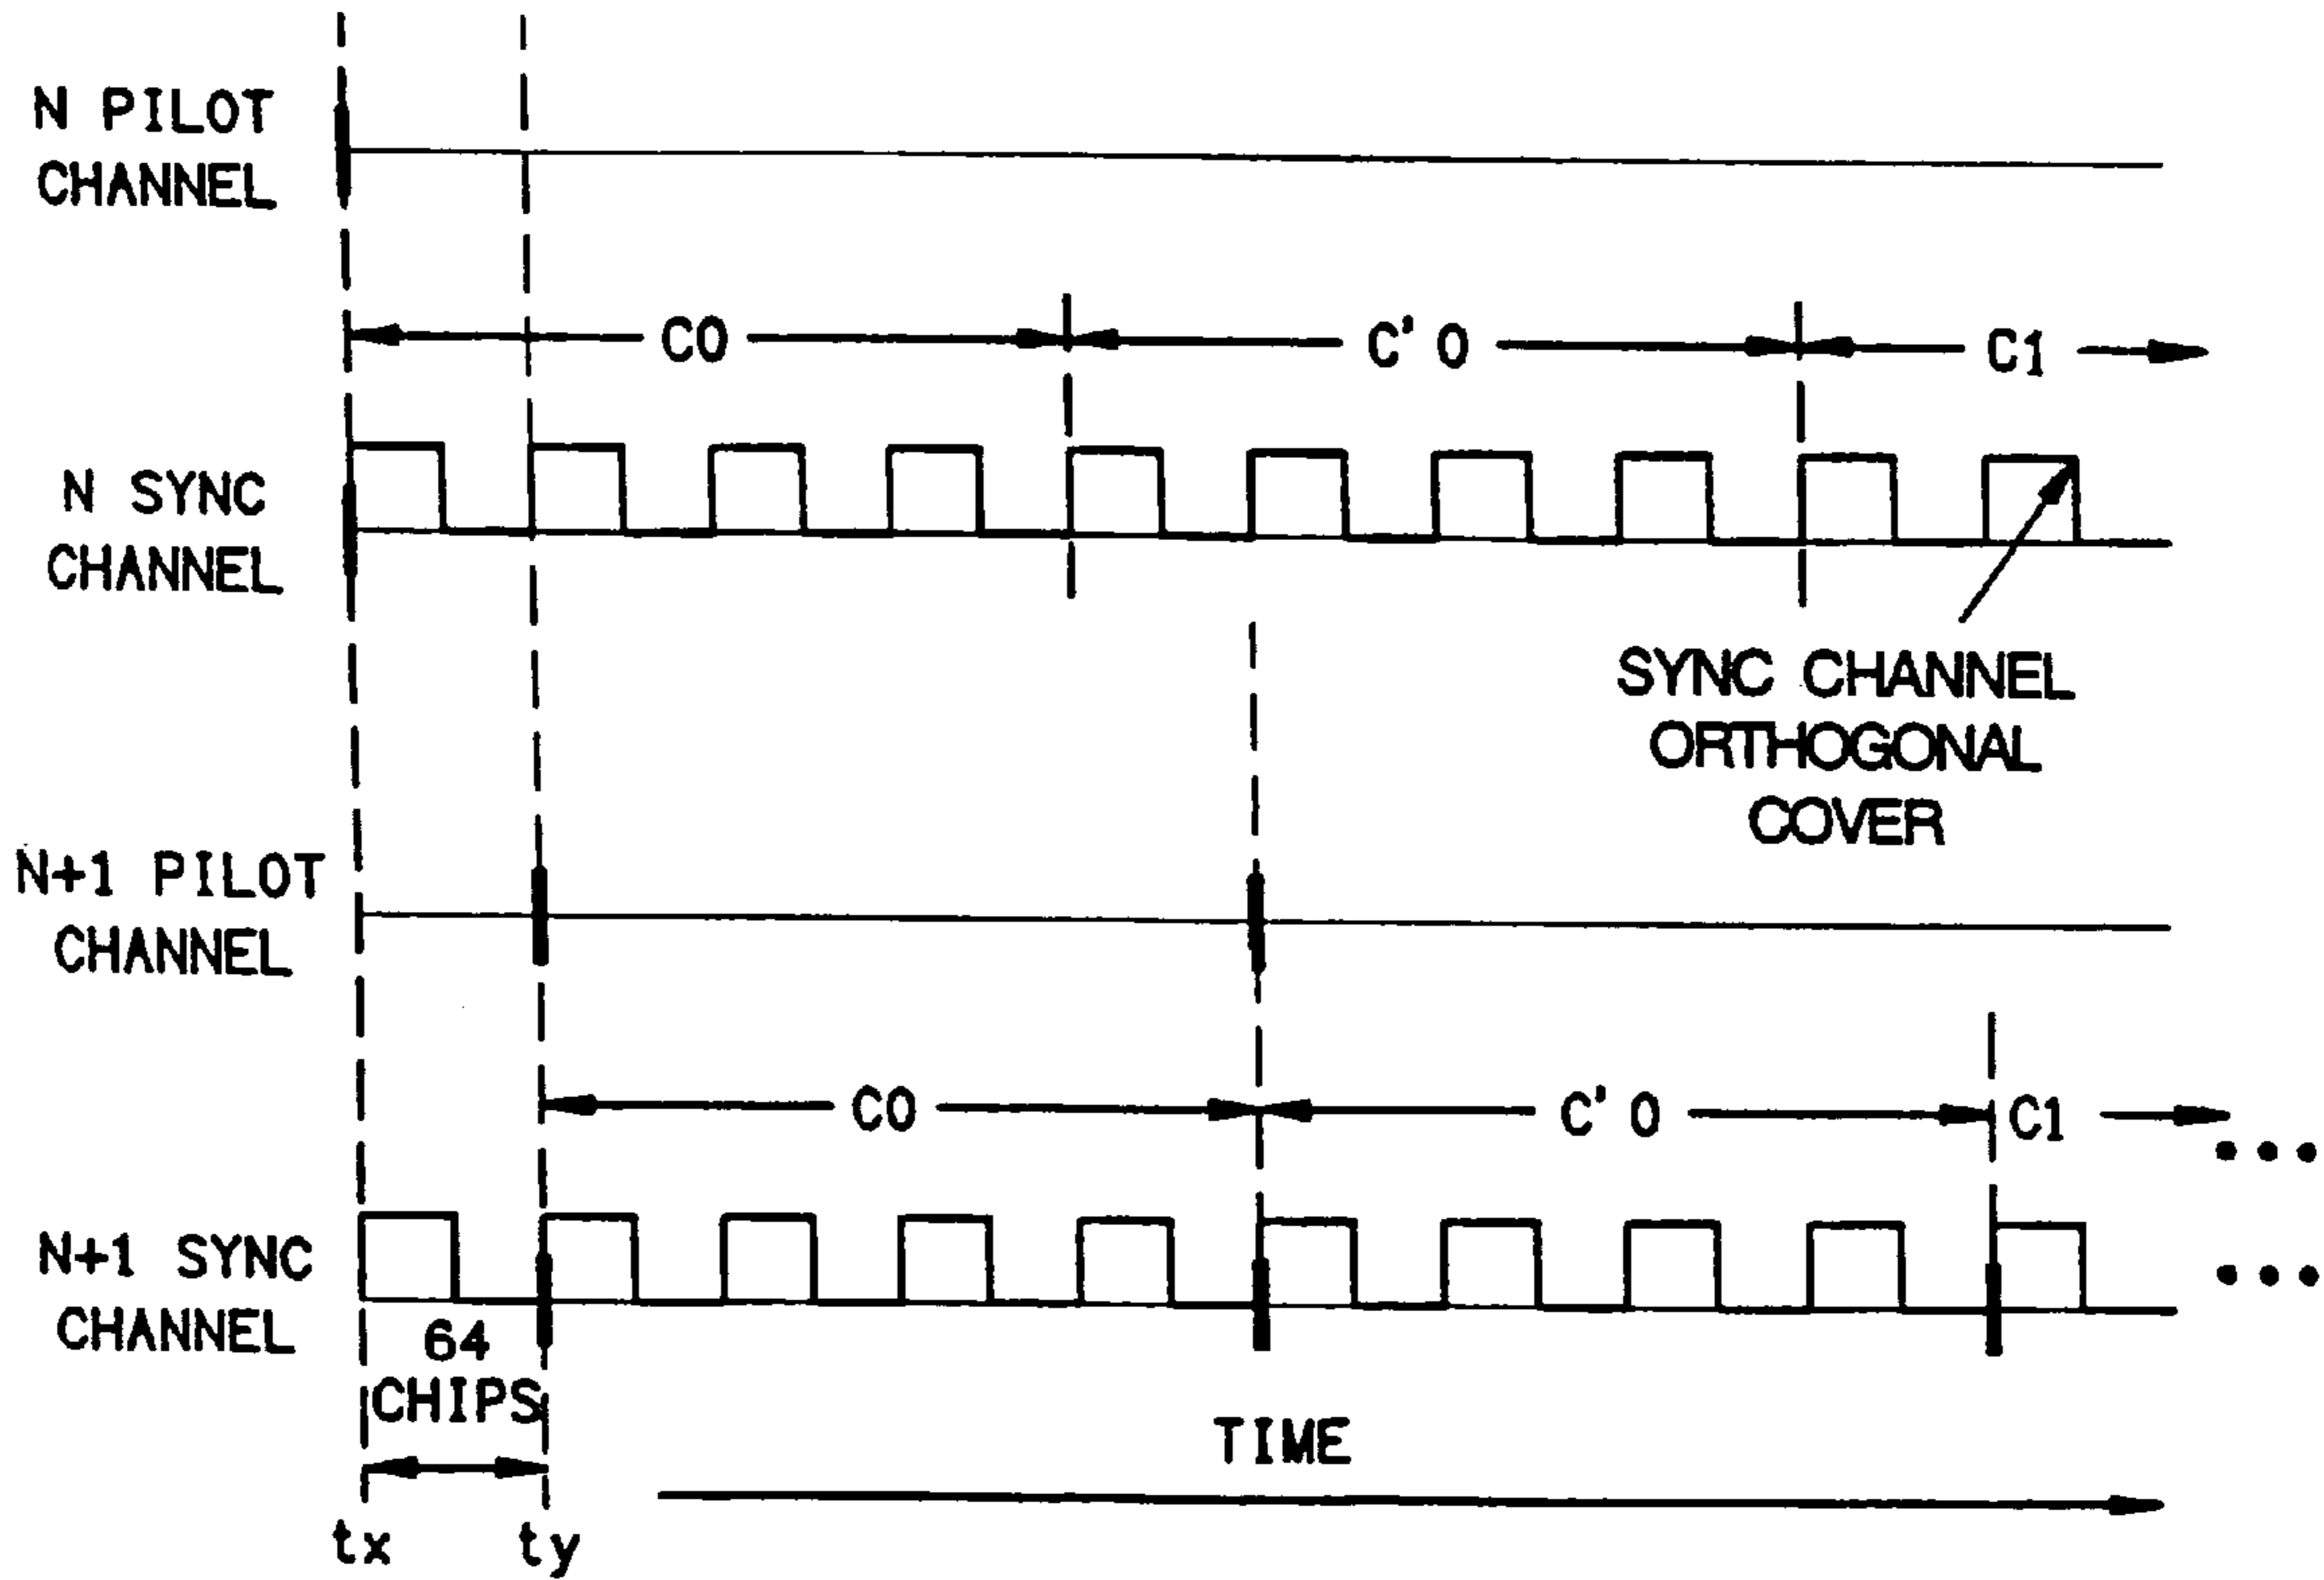 N PILOT
CHANNEL
C0 C'0 C1
N SYNC
CHANNEL
SYNC CHANNEL
ORTHOGONAL
COVER
N+1 PILOT
CHANNEL
C0 C'0 C1
N+1 SYNC
CHANNEL
64
CHIPS
TIME
tx ty